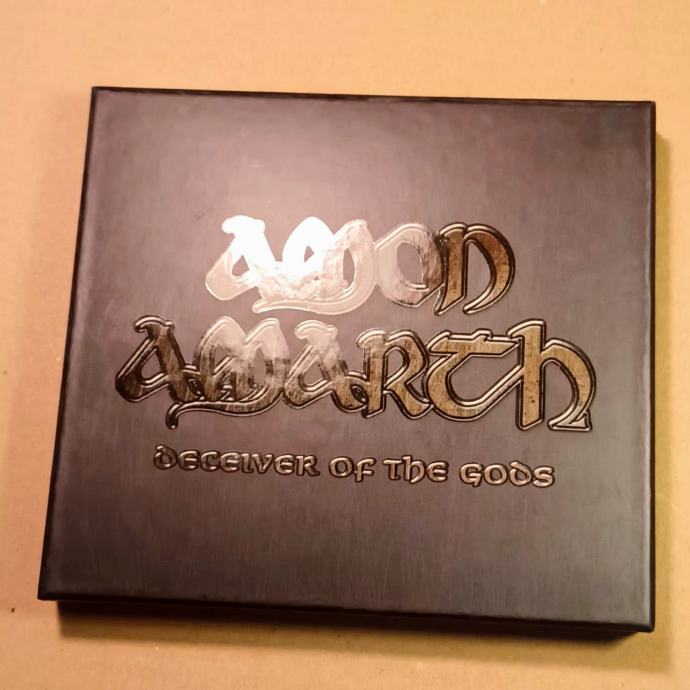 AMON
AMARTH
DECEIVER OF THE GODS